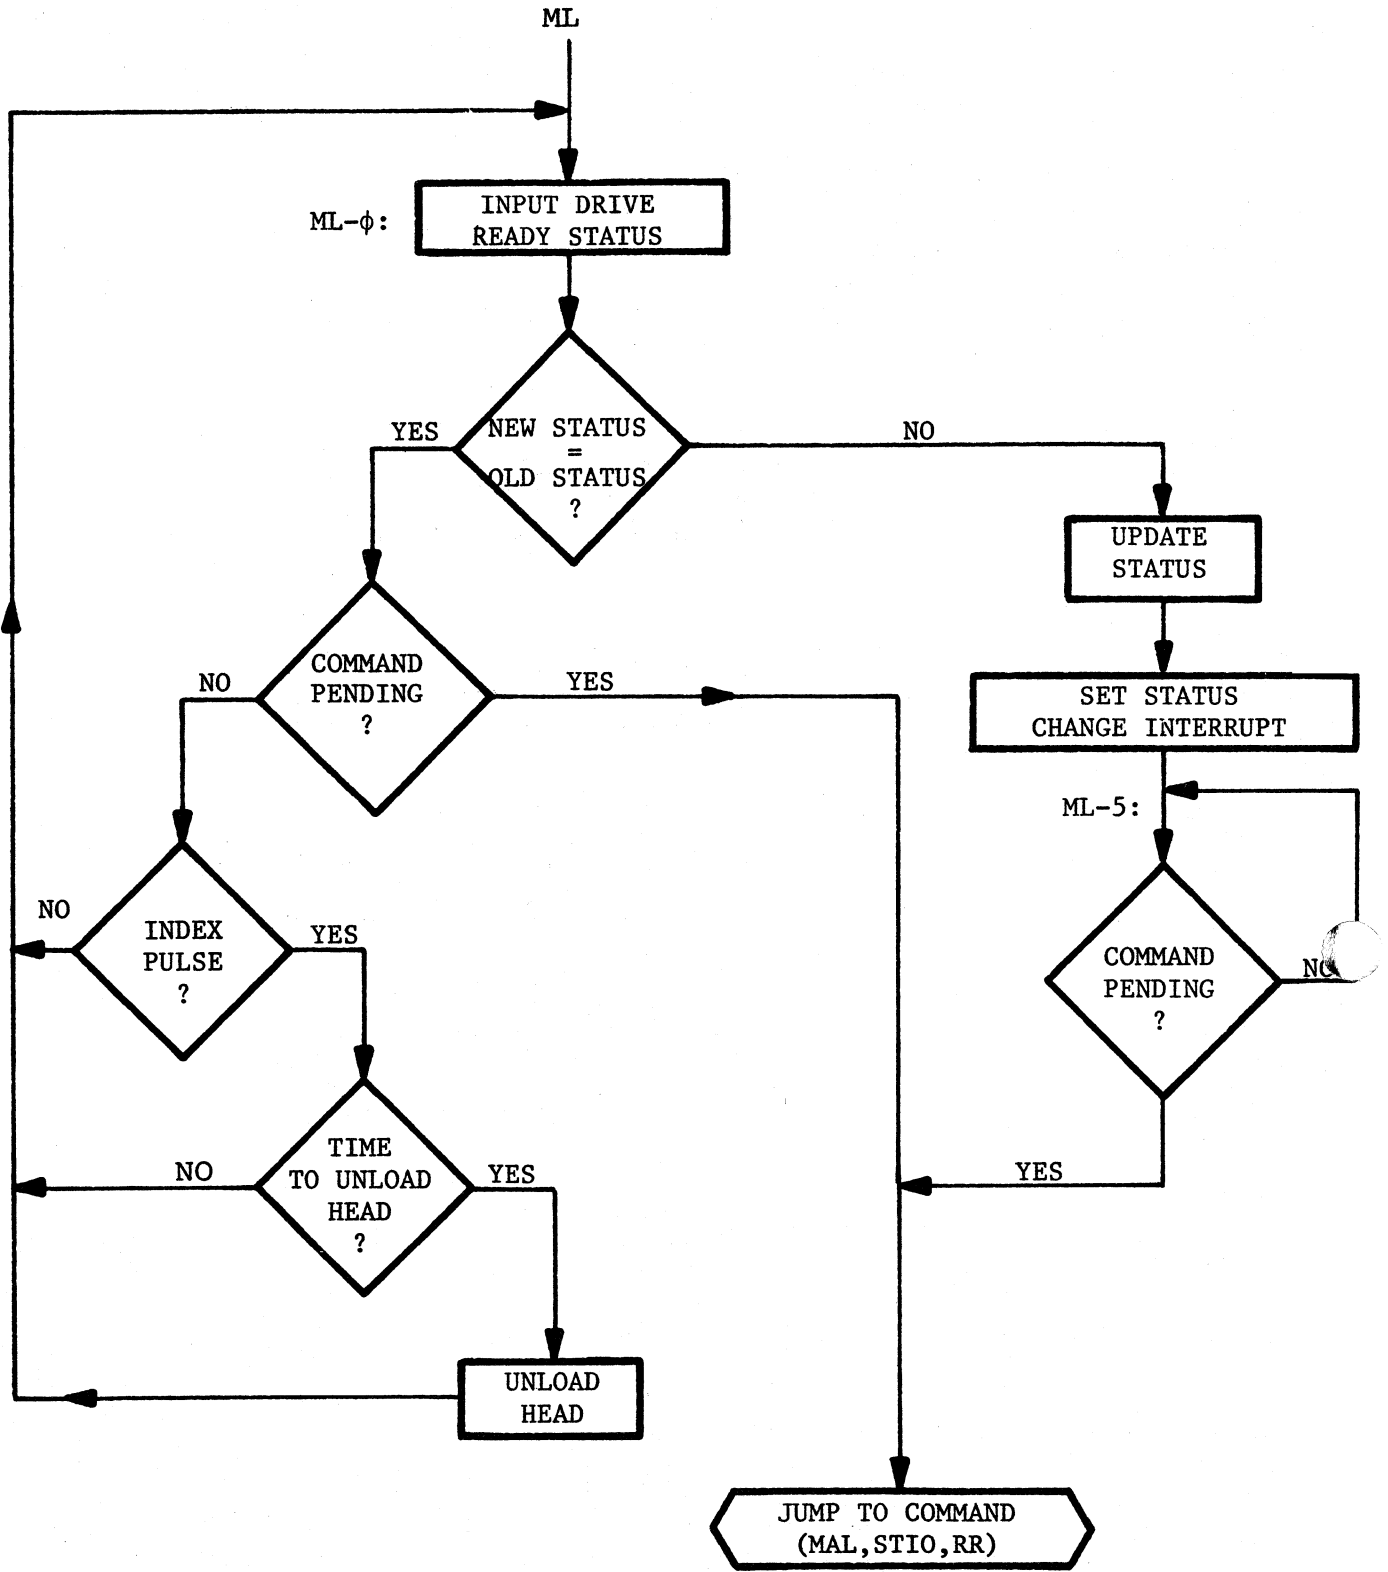 ML
ML-ϕ:
INPUT DRIVE
READY STATUS
YES
NEW STATUS
=
OLD STATUS
?
NO
UPDATE
STATUS
NO
COMMAND
PENDING
?
YES
SET STATUS
CHANGE INTERRUPT
ML-5:
NO
INDEX
PULSE
?
YES
COMMAND
PENDING
?
NO
NO
TIME
TO UNLOAD
HEAD
?
YES
YES
UNLOAD
HEAD
JUMP TO COMMAND
(MAL,STIO,RR)